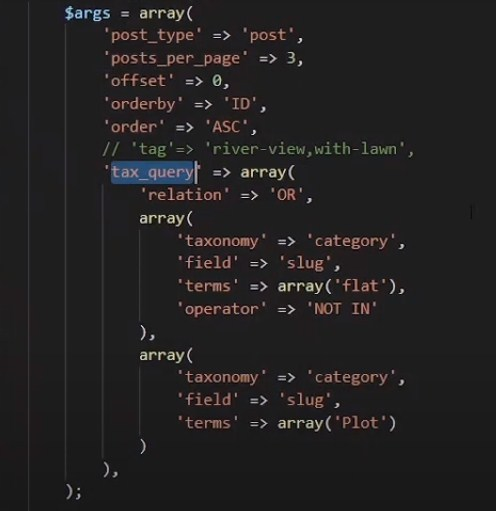 $args = array(
'post_type' => 'post',
'posts_per_page' => 3,
'offset' => 0,
'orderby' => 'ID',
'order' => 'ASC',
// 'tag'=> 'river-view,with-lawn',
'tax_query' => array(
'relation' => 'OR',
array(
'taxonomy' => 'category',
'field' => 'slug',
'terms' => array('flat'),
'operator' => 'NOT IN'
),
array(
'taxonomy' => 'category',
'field' => 'slug',
'terms' => array('Plot')
)
),
);